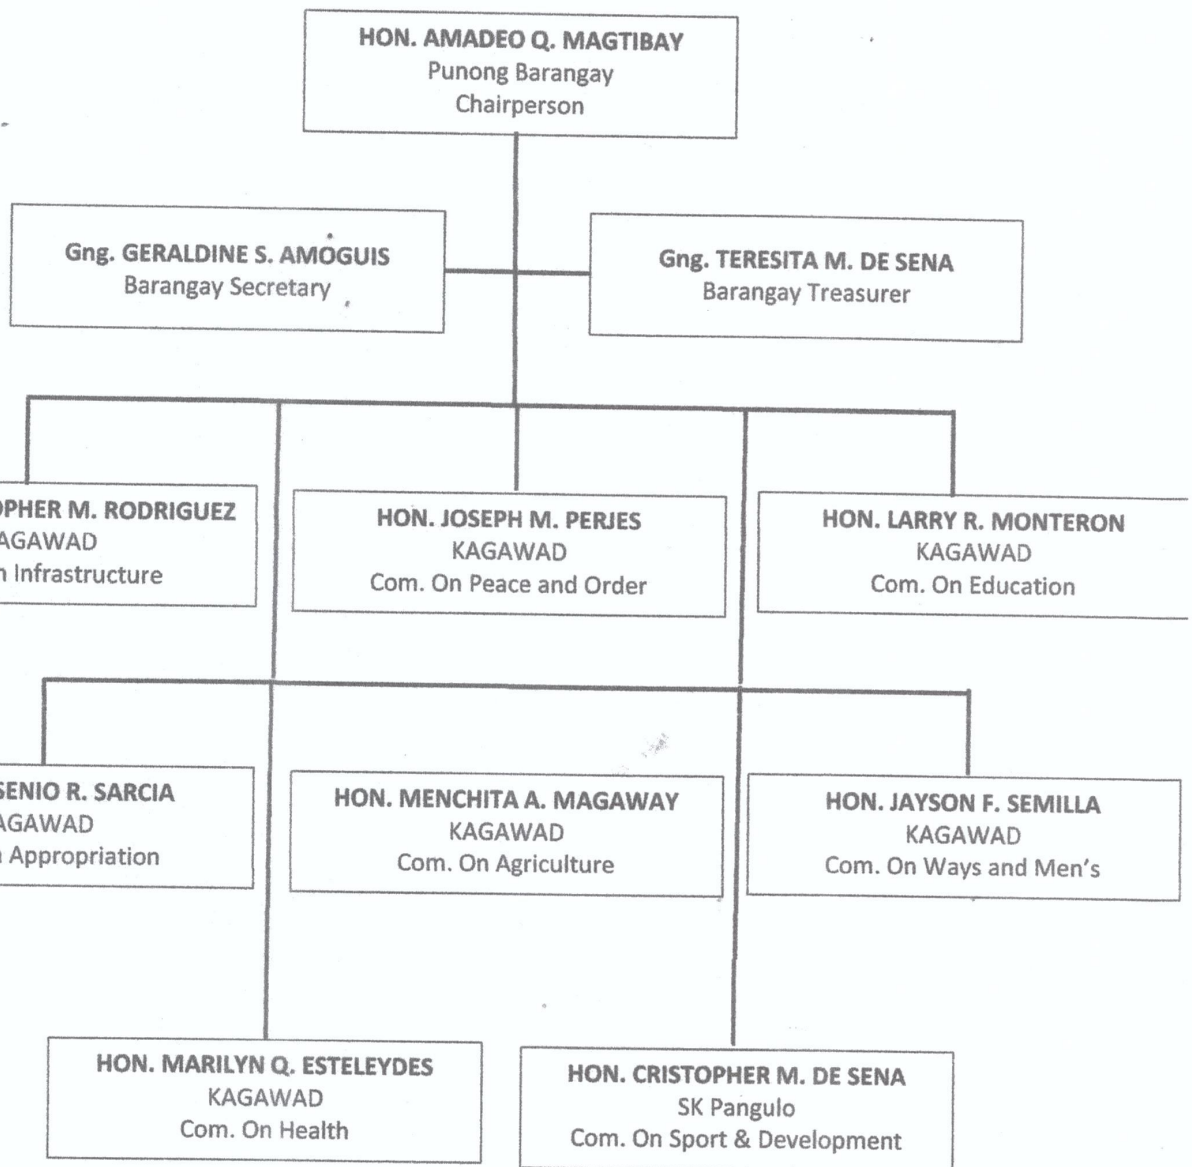 HON. AMADEO Q. MAGTIBAY
Punong Barangay
Chairperson
Gng. GERALDINE S. AMOGUIS
Barangay Secretary
Gng. TERESITA M. DE SENA
Barangay Treasurer
OPHER M. RODRIGUEZ
AGAWAD
n Infrastructure
HON. JOSEPH M. PERJES
KAGAWAD
Com. On Peace and Order
HON. LARRY R. MONTERON
KAGAWAD
Com. On Education
SENIO R. SARCIA
AGAWAD
n Appropriation
HON. MENCHITA A. MAGAWAY
KAGAWAD
Com. On Agriculture
HON. JAYSON F. SEMILLA
KAGAWAD
Com. On Ways and Men's
HON. MARILYN Q. ESTELEYDES
KAGAWAD
Com. On Health
HON. CRISTOPHER M. DE SENA
SK Pangulo
Com. On Sport & Development